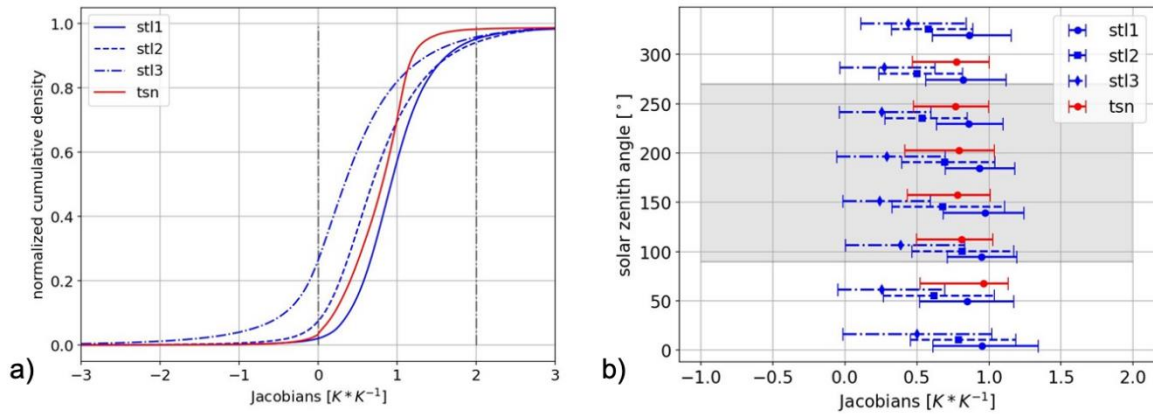 1.0
0.8
0.6
0.4
0.2
0.0
normalized cumulative density
stl1
stl2
stl3
tsn
−3 −2 −1 0 1 2 3
Jacobians [K*K⁻¹]
a)
300
250
200
150
100
50
0
solar zenith angle [°]
stl1
stl2
stl3
tsn
−1.0 −0.5 0.0 0.5 1.0 1.5 2.0
Jacobians [K*K⁻¹]
b)